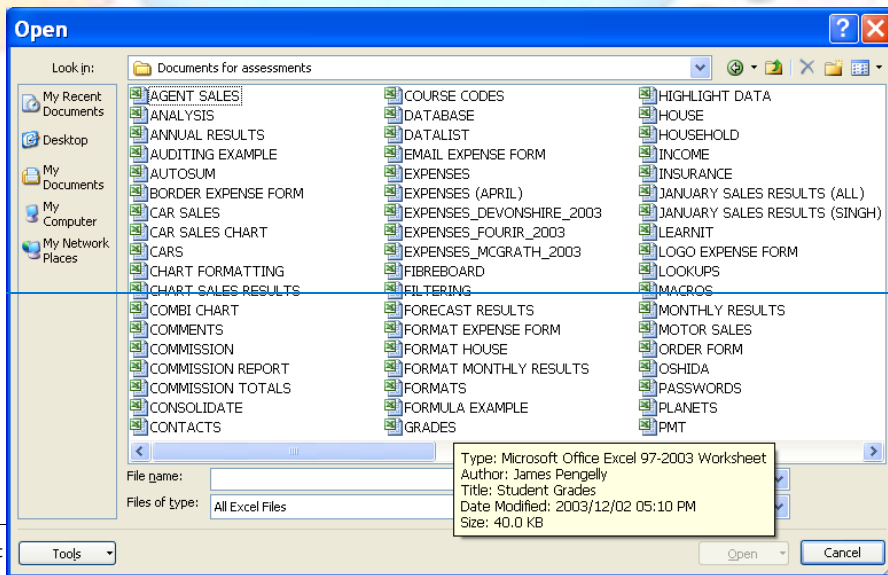 Open
Look in:
Documents for assessments
My Recent
Documents
Desktop
My
Documents
My
Computer
My Network
Places
AGENT SALES
ANALYSIS
ANNUAL RESULTS
AUDITING EXAMPLE
AUTOSUM
BORDER EXPENSE FORM
CAR SALES
CAR SALES CHART
CARS
CHART FORMATTING
CHART SALES RESULTS
COMBI CHART
COMMENTS
COMMISSION
COMMISSION REPORT
COMMISSION TOTALS
CONSOLIDATE
CONTACTS
COURSE CODES
DATABASE
DATALIST
EMAIL EXPENSE FORM
EXPENSES
EXPENSES (APRIL)
EXPENSES_DEVONSHIRE_2003
EXPENSES_FOURIR_2003
EXPENSES_MCGRATH_2003
FIBREBOARD
FILTERING
FORECAST RESULTS
FORMAT EXPENSE FORM
FORMAT HOUSE
FORMAT MONTHLY RESULTS
FORMATS
FORMULA EXAMPLE
GRADES
HIGHLIGHT DATA
HOUSE
HOUSEHOLD
INCOME
INSURANCE
JANUARY SALES RESULTS (ALL)
JANUARY SALES RESULTS (SINGH)
LEARNIT
LOGO EXPENSE FORM
LOOKUPS
MACROS
MONTHLY RESULTS
MOTOR SALES
ORDER FORM
OSHIDA
PASSWORDS
PLANETS
PMT
Type: Microsoft Office Excel 97-2003 Worksheet
Author: James Pengelly
Title: Student Grades
Date Modified: 2003/12/02 05:10 PM
Size: 40.0 KB
File name:
Files of type:
All Excel Files
Tools
Open
Cancel